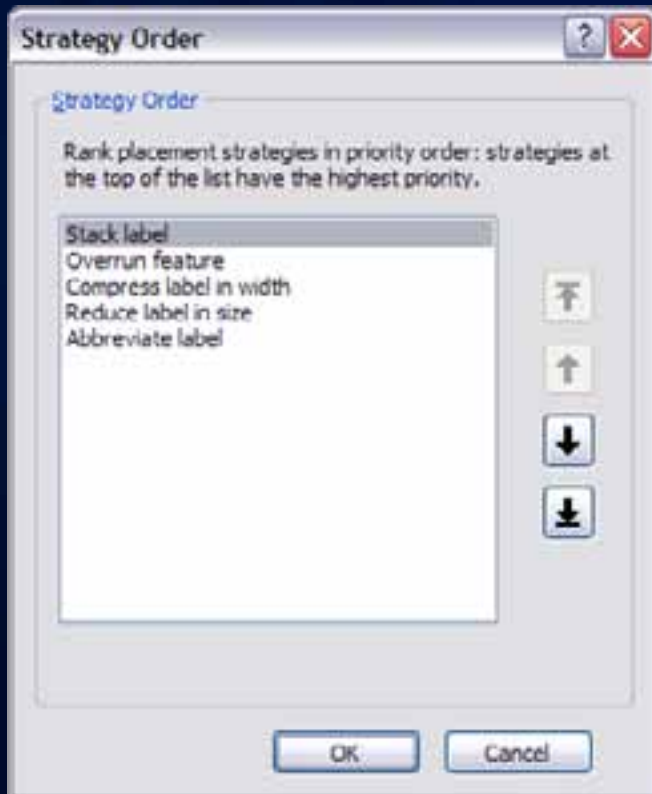 Strategy Order
Strategy Order
Rank placement strategies in priority order: strategies at
the top of the list have the highest priority.
Stack label
Overrun feature
Compress label in width
Reduce label in size
Abbreviate label
OK
Cancel